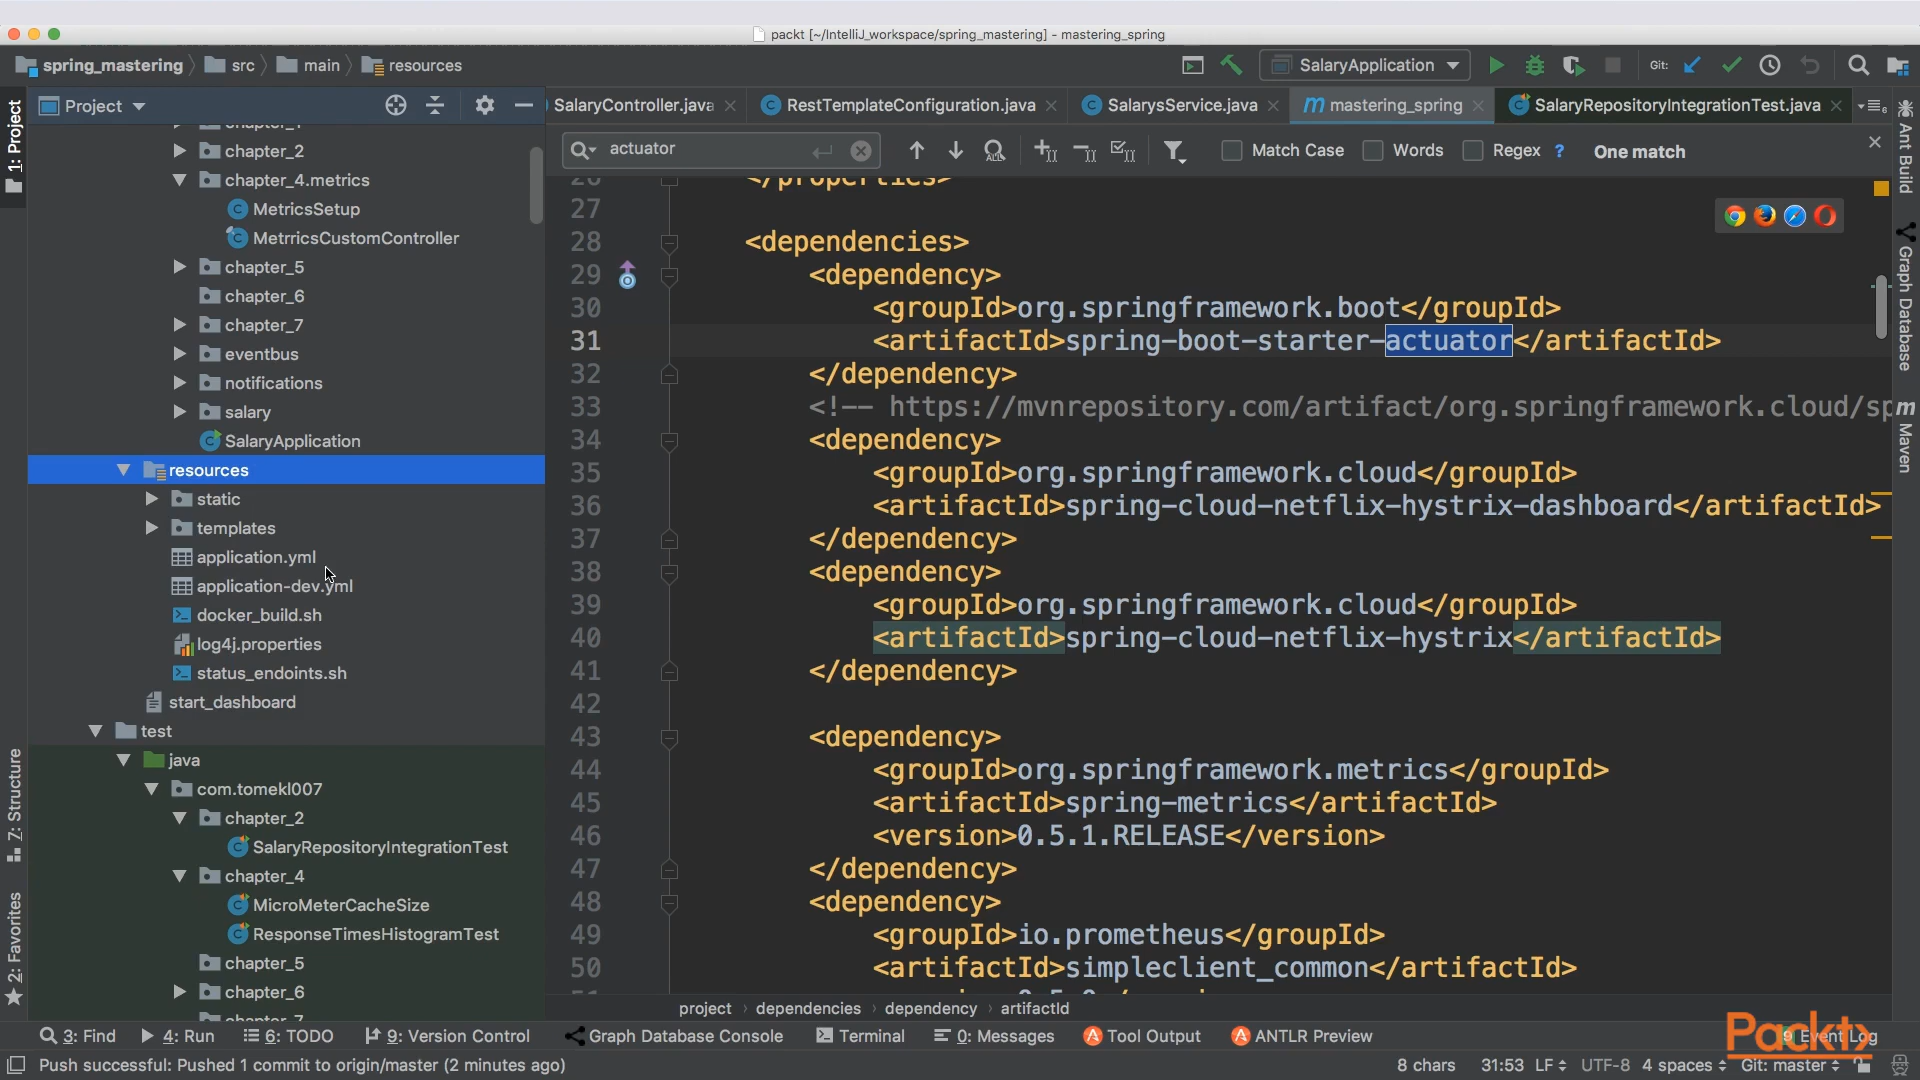 packt [~/IntelliJ_workspace/spring_mastering] - mastering_spring
spring_mastering
src
main
resources
SalaryApplication
Git:
Project
SalaryController.java
RestTemplateConfiguration.java
SalarysService.java
mastering_spring
SalaryRepositoryIntegrationTest.java
6
actuator
Match Case
Words
Regex
?
One match
1: Project
7: Structure
2: Favorites
chapter_2
chapter_4.metrics
MetricsSetup
MetrricsCustomController
chapter_5
chapter_6
chapter_7
eventbus
notifications
salary
SalaryApplication
resources
static
templates
application.yml
application-dev.yml
docker_build.sh
log4j.properties
status_endoints.sh
start_dashboard
test
java
com.tomekl007
chapter_2
SalaryRepositoryIntegrationTest
chapter_4
MicroMeterCacheSize
ResponseTimesHistogramTest
chapter_5
chapter_6
</properties>
27
28 <dependencies>
29 <dependency>
30 <groupId>org.springframework.boot</groupId>
31 <artifactId>spring-boot-starter-actuator</artifactId>
32 </dependency>
33 <!-- https://mvnrepository.com/artifact/org.springframework.cloud/sp
34 <dependency>
35 <groupId>org.springframework.cloud</groupId>
36 <artifactId>spring-cloud-netflix-hystrix-dashboard</artifactId>
37 </dependency>
38 <dependency>
39 <groupId>org.springframework.cloud</groupId>
40 <artifactId>spring-cloud-netflix-hystrix</artifactId>
41 </dependency>
42
43 <dependency>
44 <groupId>org.springframework.metrics</groupId>
45 <artifactId>spring-metrics</artifactId>
46 <version>0.5.1.RELEASE</version>
47 </dependency>
48 <dependency>
49 <groupId>io.prometheus</groupId>
50 <artifactId>simpleclient_common</artifactId>
Ant Build
Graph Database
Maven
project
dependencies
dependency
artifactId
3: Find
4: Run
6: TODO
9: Version Control
Graph Database Console
Terminal
0: Messages
Tool Output
ANTLR Preview
Event Log
Packt>
Push successful: Pushed 1 commit to origin/master (2 minutes ago)
8 chars
31:53
LF
UTF-8
4 spaces
Git: master